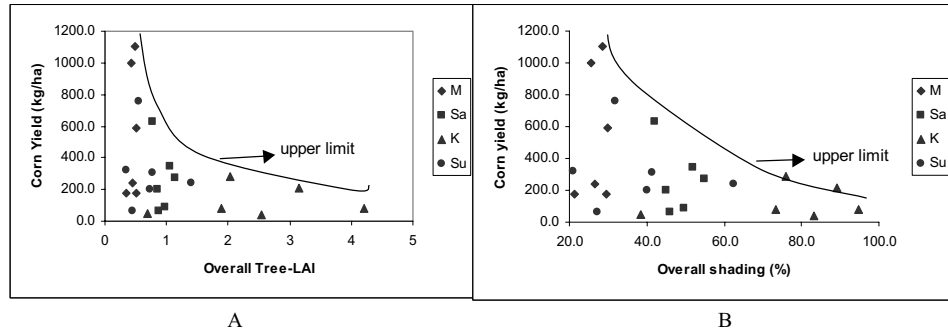 1200.0
1000.0
800.0
600.0
400.0
200.0
0.0
Corn Yield (kg/ha)
0 1 2 3 4 5
Overall Tree-LAI
upper limit
M
Sa
K
Su
A
1200.0
1000.0
800.0
600.0
400.0
200.0
0.0
Corn yield (kg/ha)
20.0 40.0 60.0 80.0 100.0
Overall shading (%)
upper limit
M
Sa
K
Su
B